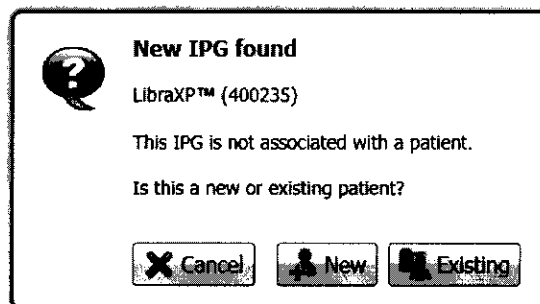 New IPG found
LibraXP™ (400235)
This IPG is not associated with a patient.
Is this a new or existing patient?
Cancel New Existing